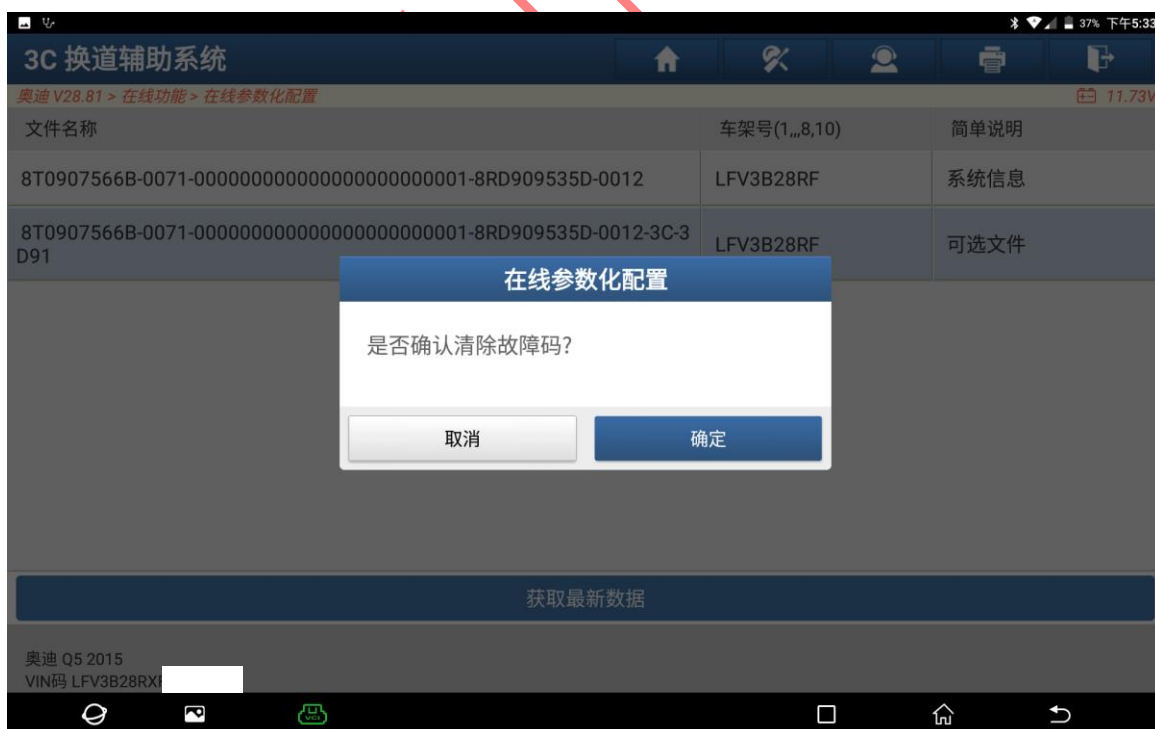 37% 下午5:33
3C 换道辅助系统
奥迪 V28.81 > 在线功能 > 在线参数化配置 11.73V
文件名称 车架号(1,,,8,10) 简单说明
8T0907566B-0071-0000000000000000000000001-8RD909535D-0012 LFV3B28RF 系统信息
8T0907566B-0071-0000000000000000000000001-8RD909535D-0012-3C-3
D91 LFV3B28RF 可选文件
在线参数化配置
是否确认清除故障码?
取消 确定
获取最新数据
奥迪 Q5 2015
VIN码 LFV3B28RX
VCI